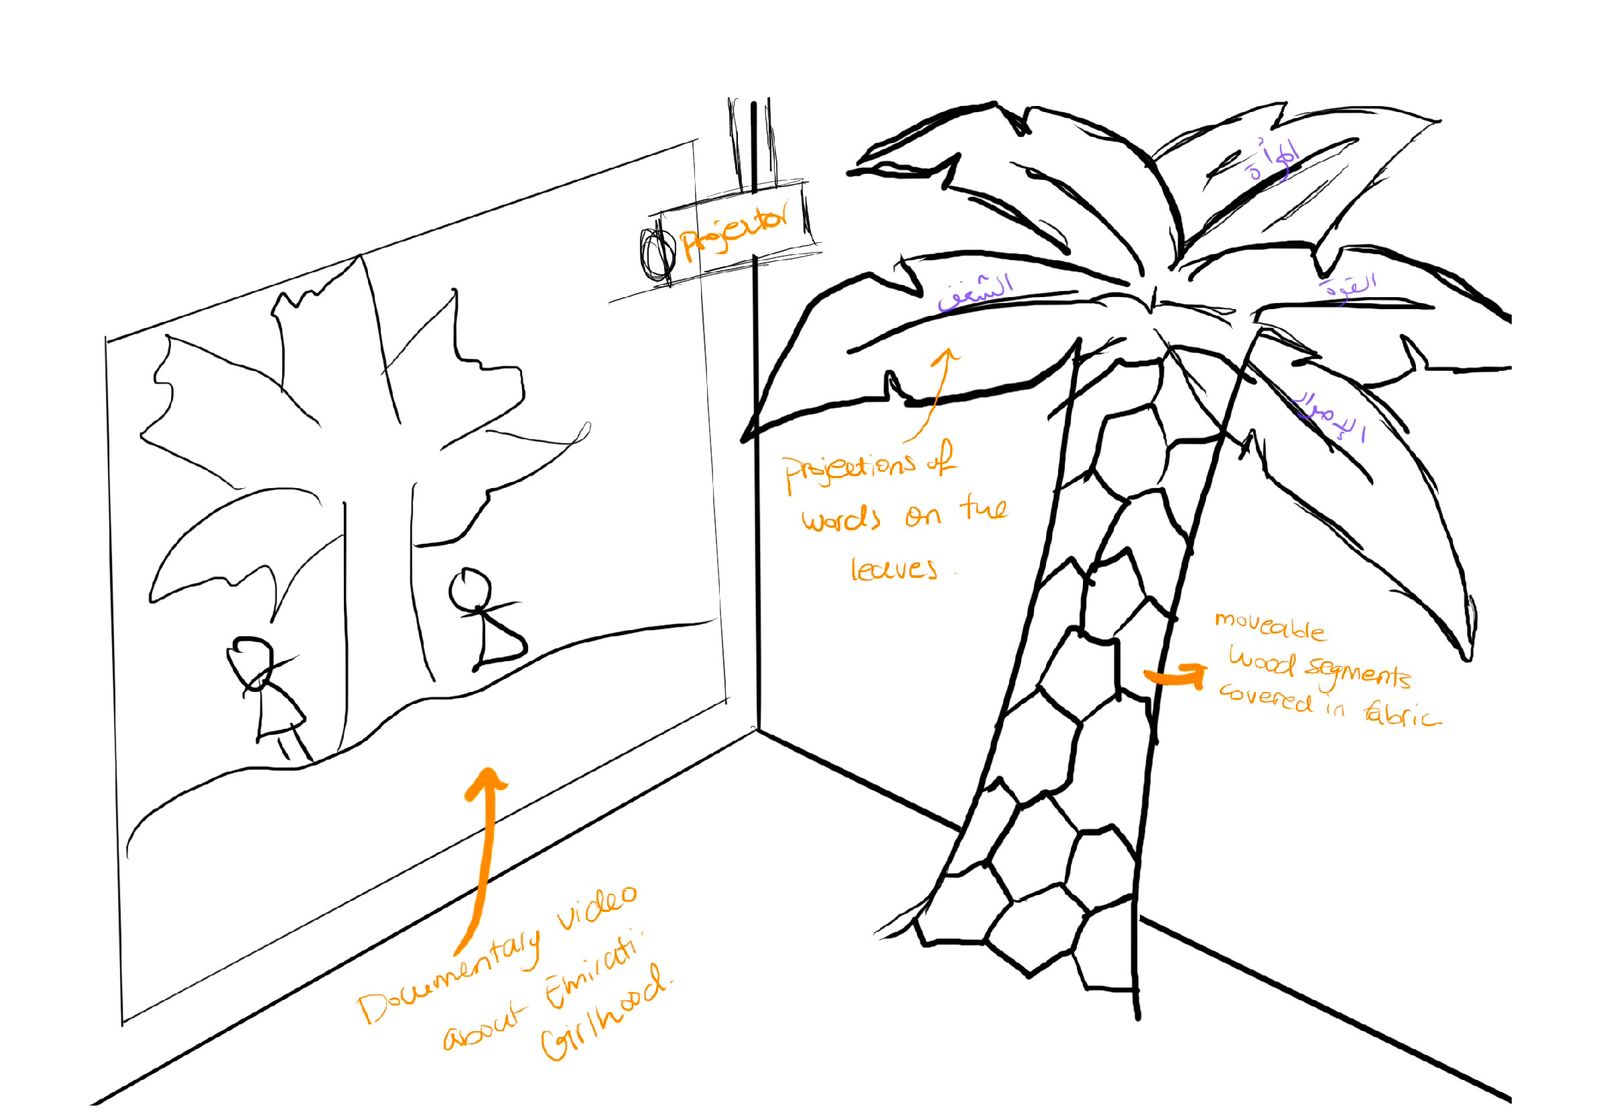 Projector
المرأة
الشغف
القوة
الإصرار
projections of
words on the
leaves.
moveable
wood segments
covered in fabric
Documentary video
about Emirati
Girlhood.